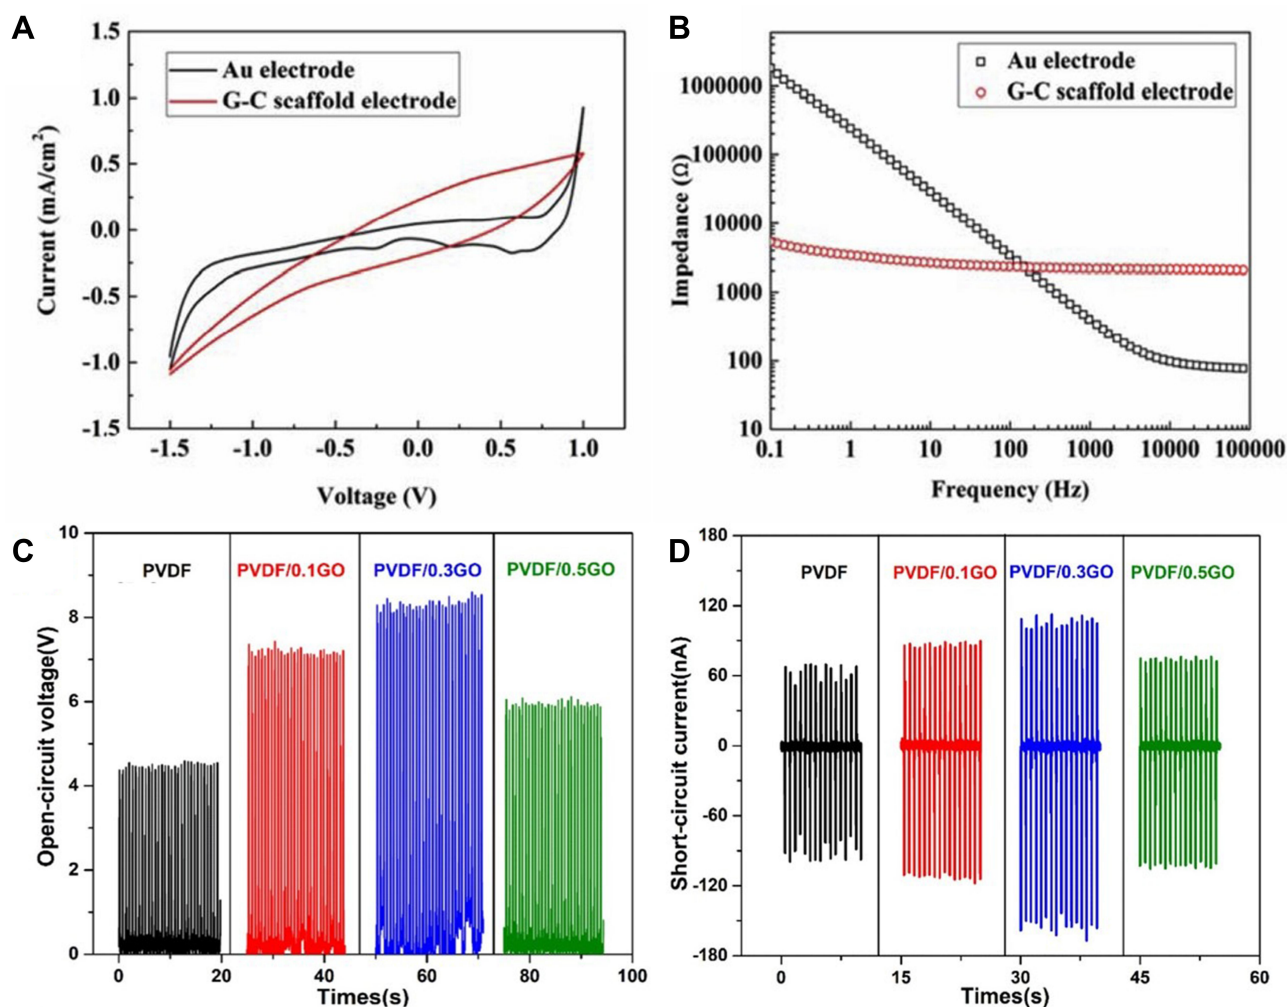 A
1.5
1.0
0.5
0.0
-0.5
-1.0
-1.5
Current (mA/cm²)
Au electrode
G-C scaffold electrode
-1.5
-1.0
-0.5
0.0
0.5
1.0
Voltage (V)
B
1000000
100000
10000
1000
100
10
Impedance (Ω)
Au electrode
G-C scaffold electrode
0.1
1
10
100
1000
10000
100000
Frequency (Hz)
C
10
8
6
4
2
0
Open-circuit voltage(V)
PVDF
PVDF/0.1GO
PVDF/0.3GO
PVDF/0.5GO
0
20
40
60
80
100
Times(s)
D
180
120
60
0
-60
-120
-180
Short-circuit current(nA)
PVDF
PVDF/0.1GO
PVDF/0.3GO
PVDF/0.5GO
0
15
30
45
60
Times(s)